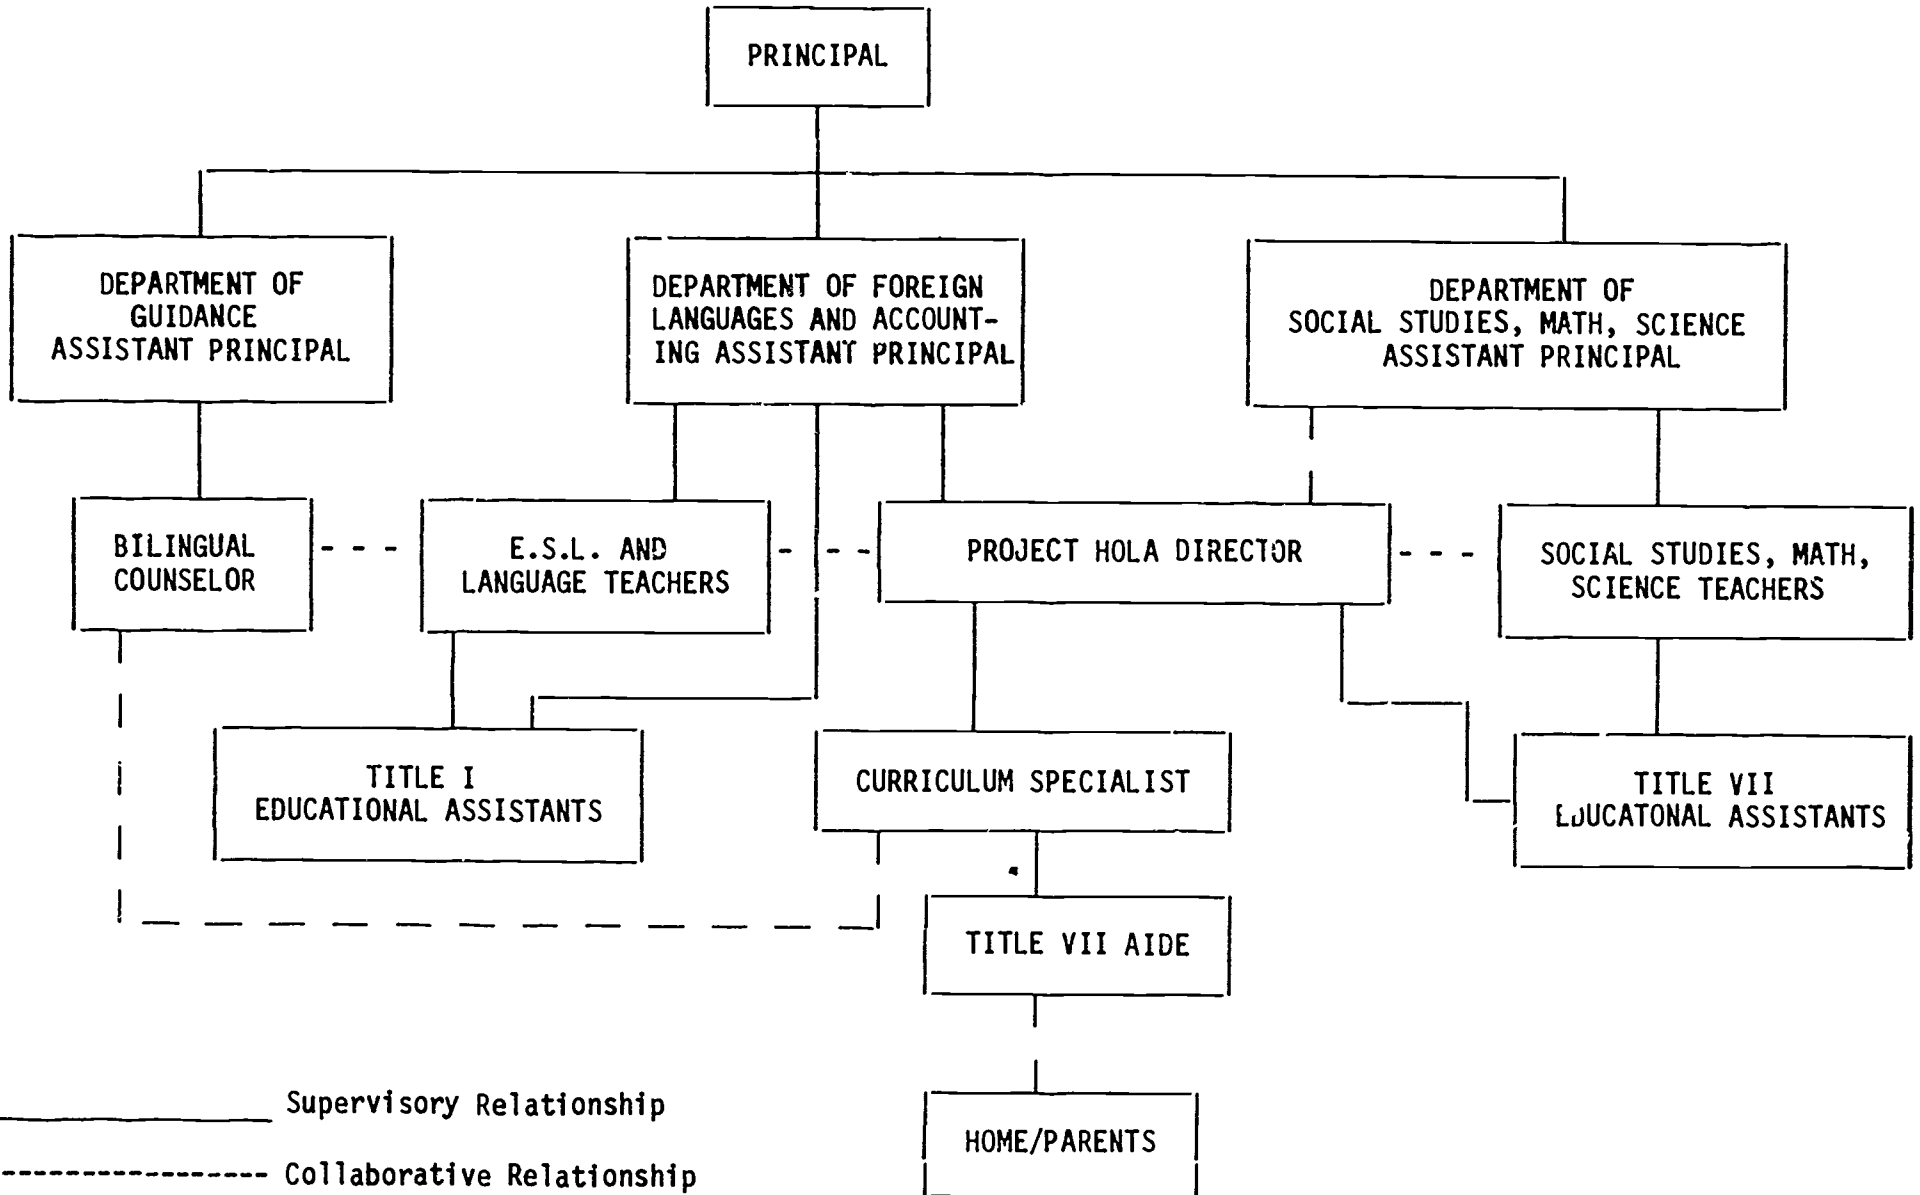 PRINCIPAL
DEPARTMENT OF
GUIDANCE
ASSISTANT PRINCIPAL
DEPARTMENT OF FOREIGN
LANGUAGES AND ACCOUNT-
ING ASSISTANT PRINCIPAL
DEPARTMENT OF
SOCIAL STUDIES, MATH, SCIENCE
ASSISTANT PRINCIPAL
BILINGUAL
COUNSELOR
E.S.L. AND
LANGUAGE TEACHERS
PROJECT HOLA DIRECTOR
SOCIAL STUDIES, MATH,
SCIENCE TEACHERS
TITLE I
EDUCATIONAL ASSISTANTS
CURRICULUM SPECIALIST
TITLE VII
EDUCATONAL ASSISTANTS
TITLE VII AIDE
HOME/PARENTS
Supervisory Relationship
Collaborative Relationship